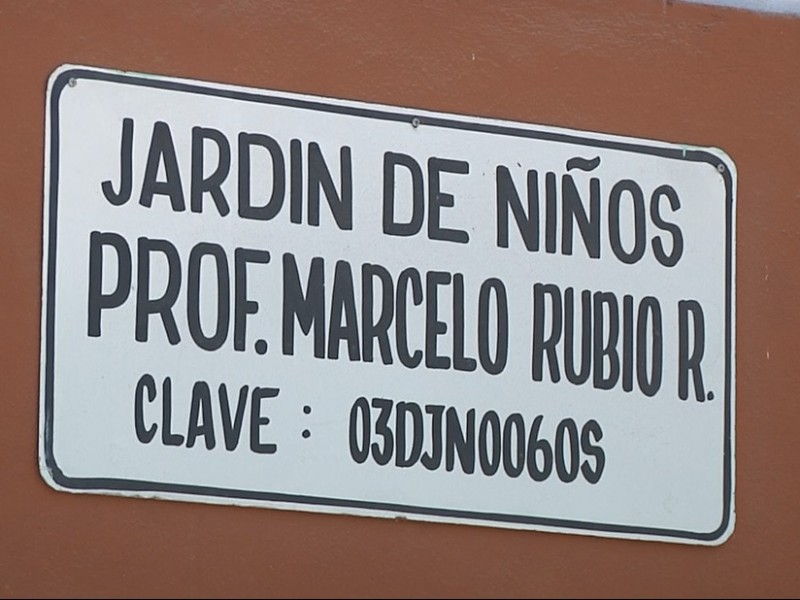 JARDIN DE NIÑOS
PROF. MARCELO RUBIO R.
CLAVE : 03DJN0060S